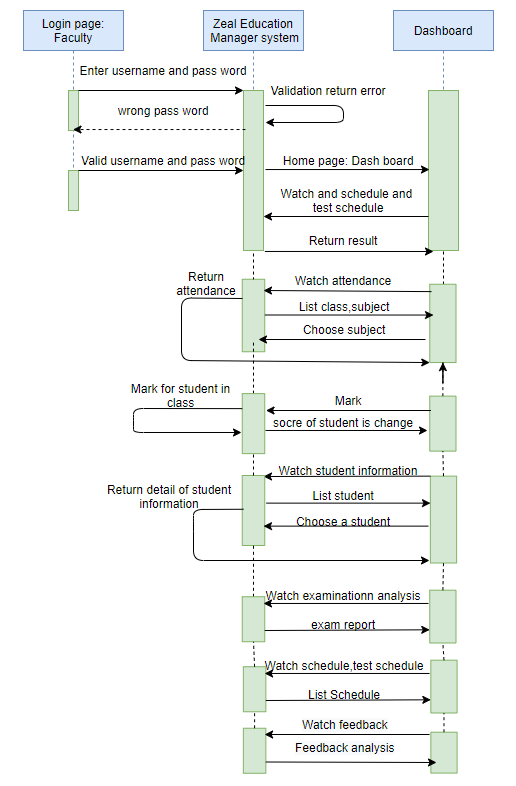 Login page:
Faculty
Zeal Education
Manager system
Dashboard
Enter username and pass word
Validation return error
wrong pass word
Valid username and pass word
Home page: Dash board
Watch and schedule and
test schedule
Return result
Return
attendance
Watch attendance
List class,subject
Choose subject
Mark for student in
class
Mark
socre of student is change
Watch student information
Return detail of student
information
List student
Choose a student
Watch examinationn analysis
exam report
Watch schedule,test schedule
List Schedule
Watch feedback
Feedback analysis